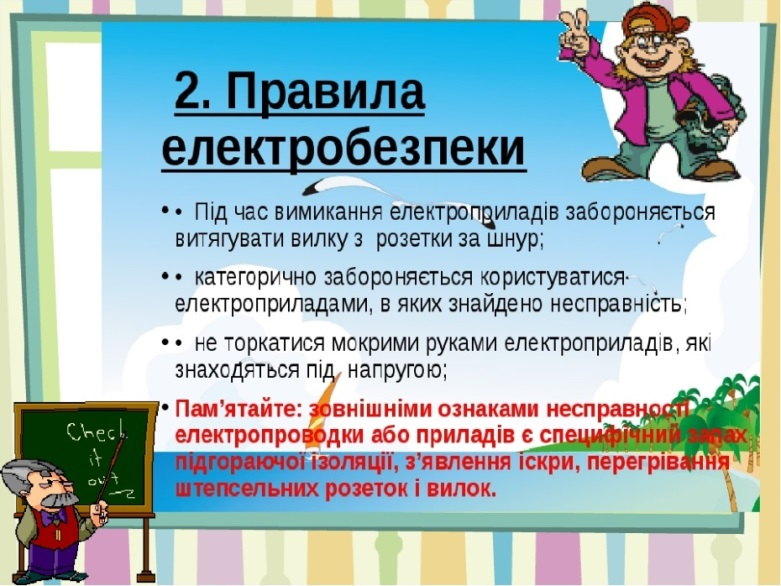 2. Правила
електробезпеки
• • Під час вимикання електроприладів забороняється
витягувати вилку з розетки за шнур;
• • категорично забороняється користуватися
електроприладами, в яких знайдено несправність;
• • не торкатися мокрими руками електроприладів, які
знаходяться під напругою;
• Пам’ятайте: зовнішніми ознаками несправності
електропроводки або приладів є специфічний запах
підгораючої ізоляції, з’явлення іскри, перегрівання
штепсельних розеток і вилок.
Check
it
out